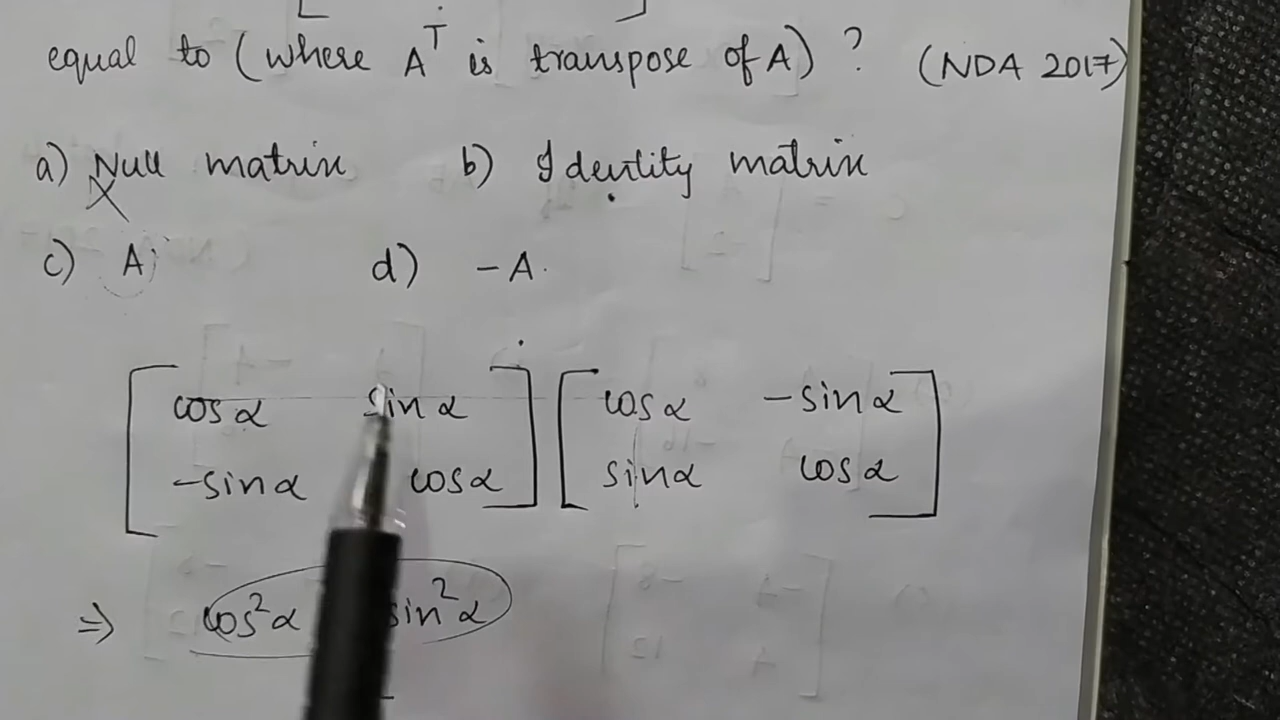 equal to (where Aᵀ is transpose of A) ? (NDA 2017)
a) Null matrix b) Identity matrix
c) A d) -A.
cos α sin α cos α -sin α
-sin α cos α sin α cos α
⇒ cos²α sin²α